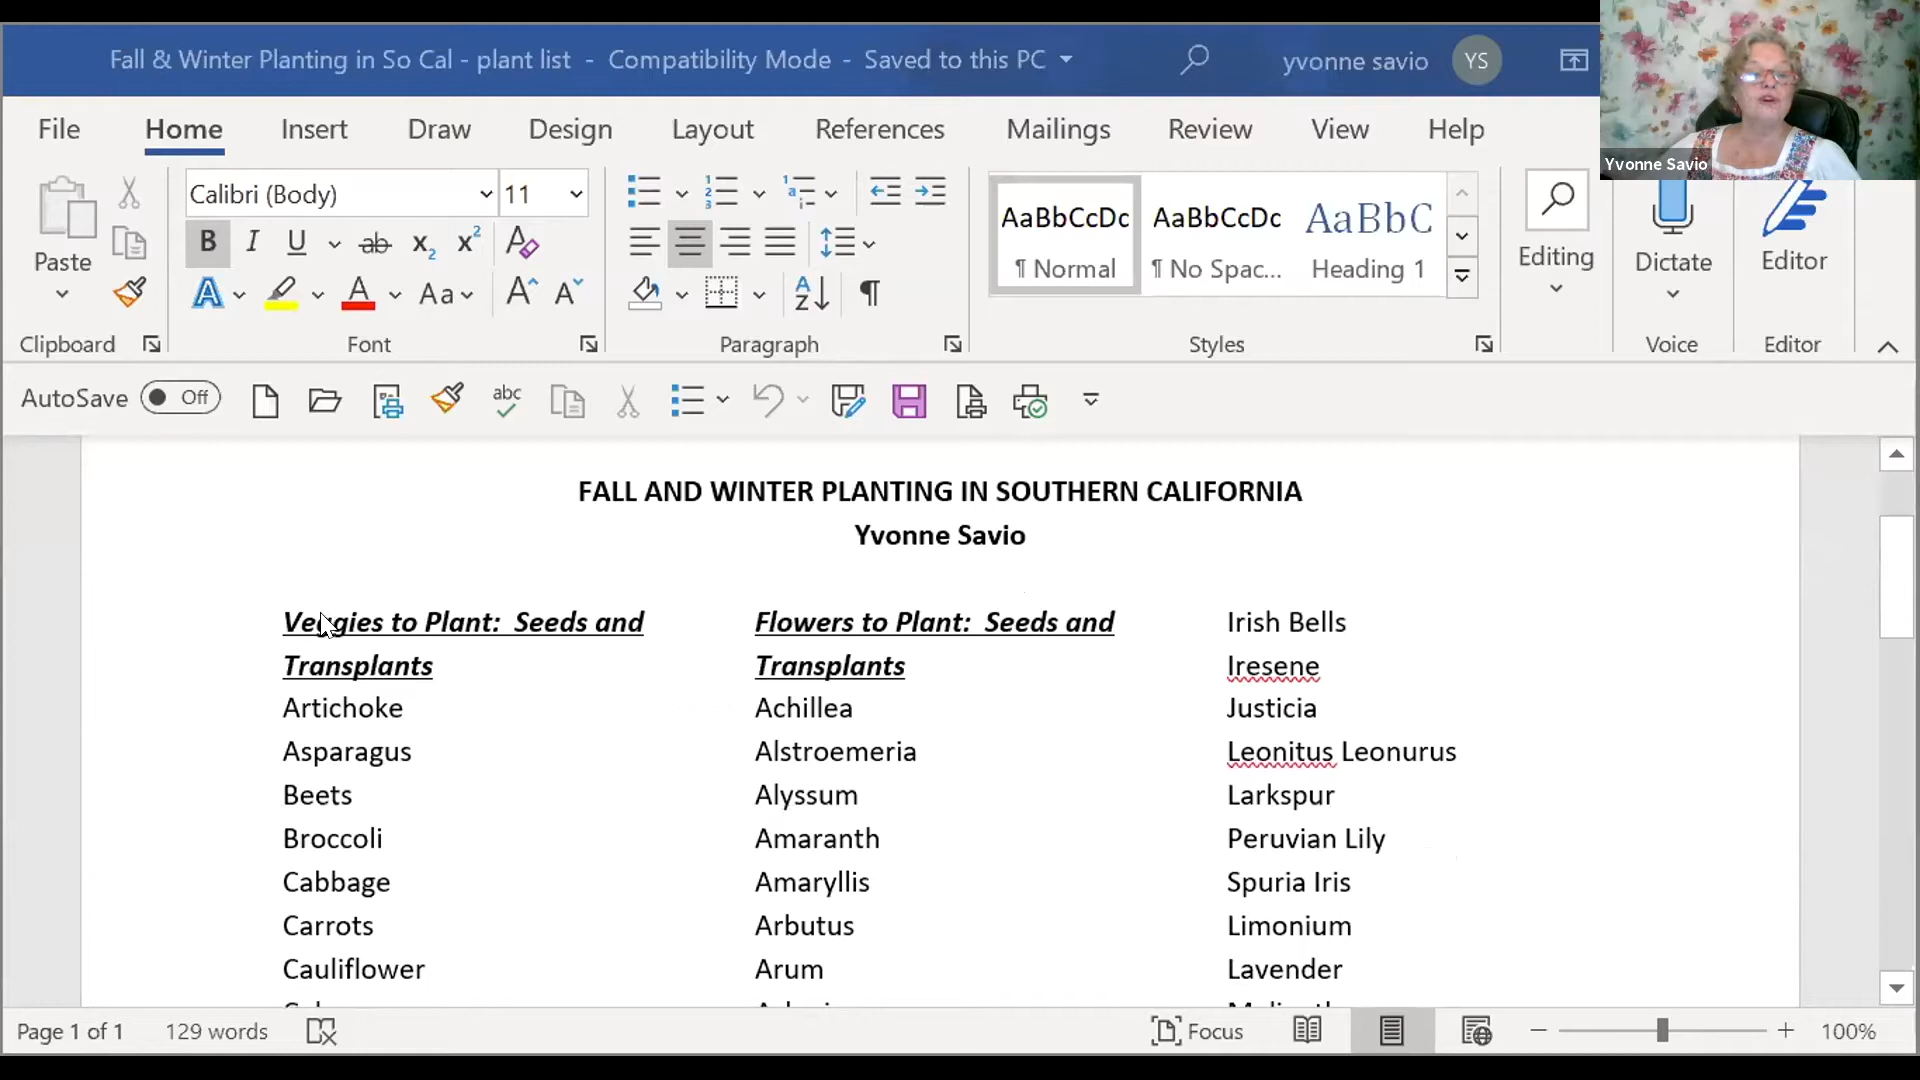 Fall & Winter Planting in So Cal - plant list - Compatibility Mode - Saved to this PC
yvonne savio YS
Yvonne Savio
File Home Insert Draw Design Layout References Mailings Review View Help
Paste
Calibri (Body) 11
B I U ab x2 x2
A A Aa A A
AaBbCcDc AaBbCcDc AaBbC
¶ Normal ¶ No Spac... Heading 1
Editing Dictate Editor
Clipboard Font Paragraph Styles Voice Editor
AutoSave Off abc
FALL AND WINTER PLANTING IN SOUTHERN CALIFORNIA
Yvonne Savio
Veggies to Plant: Seeds and
Transplants
Artichoke
Asparagus
Beets
Broccoli
Cabbage
Carrots
Cauliflower
Flowers to Plant: Seeds and
Transplants
Achillea
Alstroemeria
Alyssum
Amaranth
Amaryllis
Arbutus
Arum
Irish Bells
Iresene
Justicia
Leonitus Leonurus
Larkspur
Peruvian Lily
Spuria Iris
Limonium
Lavender
Page 1 of 1 129 words Focus 100%